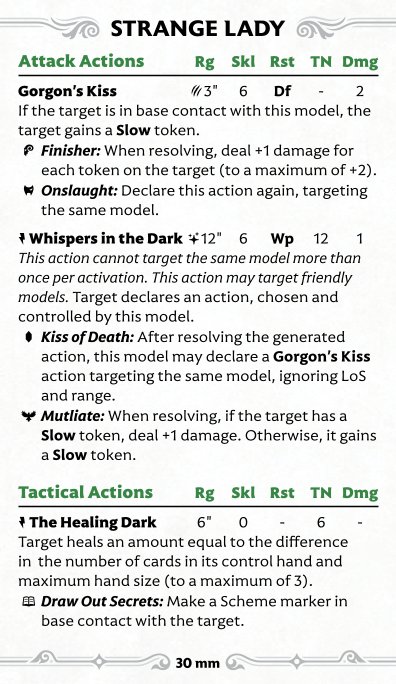 STRANGE LADY
Attack Actions Rg Skl Rst TN Dmg
Gorgon's Kiss 3" 6 Df - 2
If the target is in base contact with this model, the
target gains a Slow token.
Finisher: When resolving, deal +1 damage for
each token on the target (to a maximum of +2).
Onslaught: Declare this action again, targeting
the same model.
Whispers in the Dark 12" 6 Wp 12 1
This action cannot target the same model more than
once per activation. This action may target friendly
models. Target declares an action, chosen and
controlled by this model.
Kiss of Death: After resolving the generated
action, this model may declare a Gorgon's Kiss
action targeting the same model, ignoring LoS
and range.
Mutliate: When resolving, if the target has a
Slow token, deal +1 damage. Otherwise, it gains
a Slow token.
Tactical Actions Rg Skl Rst TN Dmg
The Healing Dark 6" 0 - 6 -
Target heals an amount equal to the difference
in the number of cards in its control hand and
maximum hand size (to a maximum of 3).
Draw Out Secrets: Make a Scheme marker in
base contact with the target.
30 mm